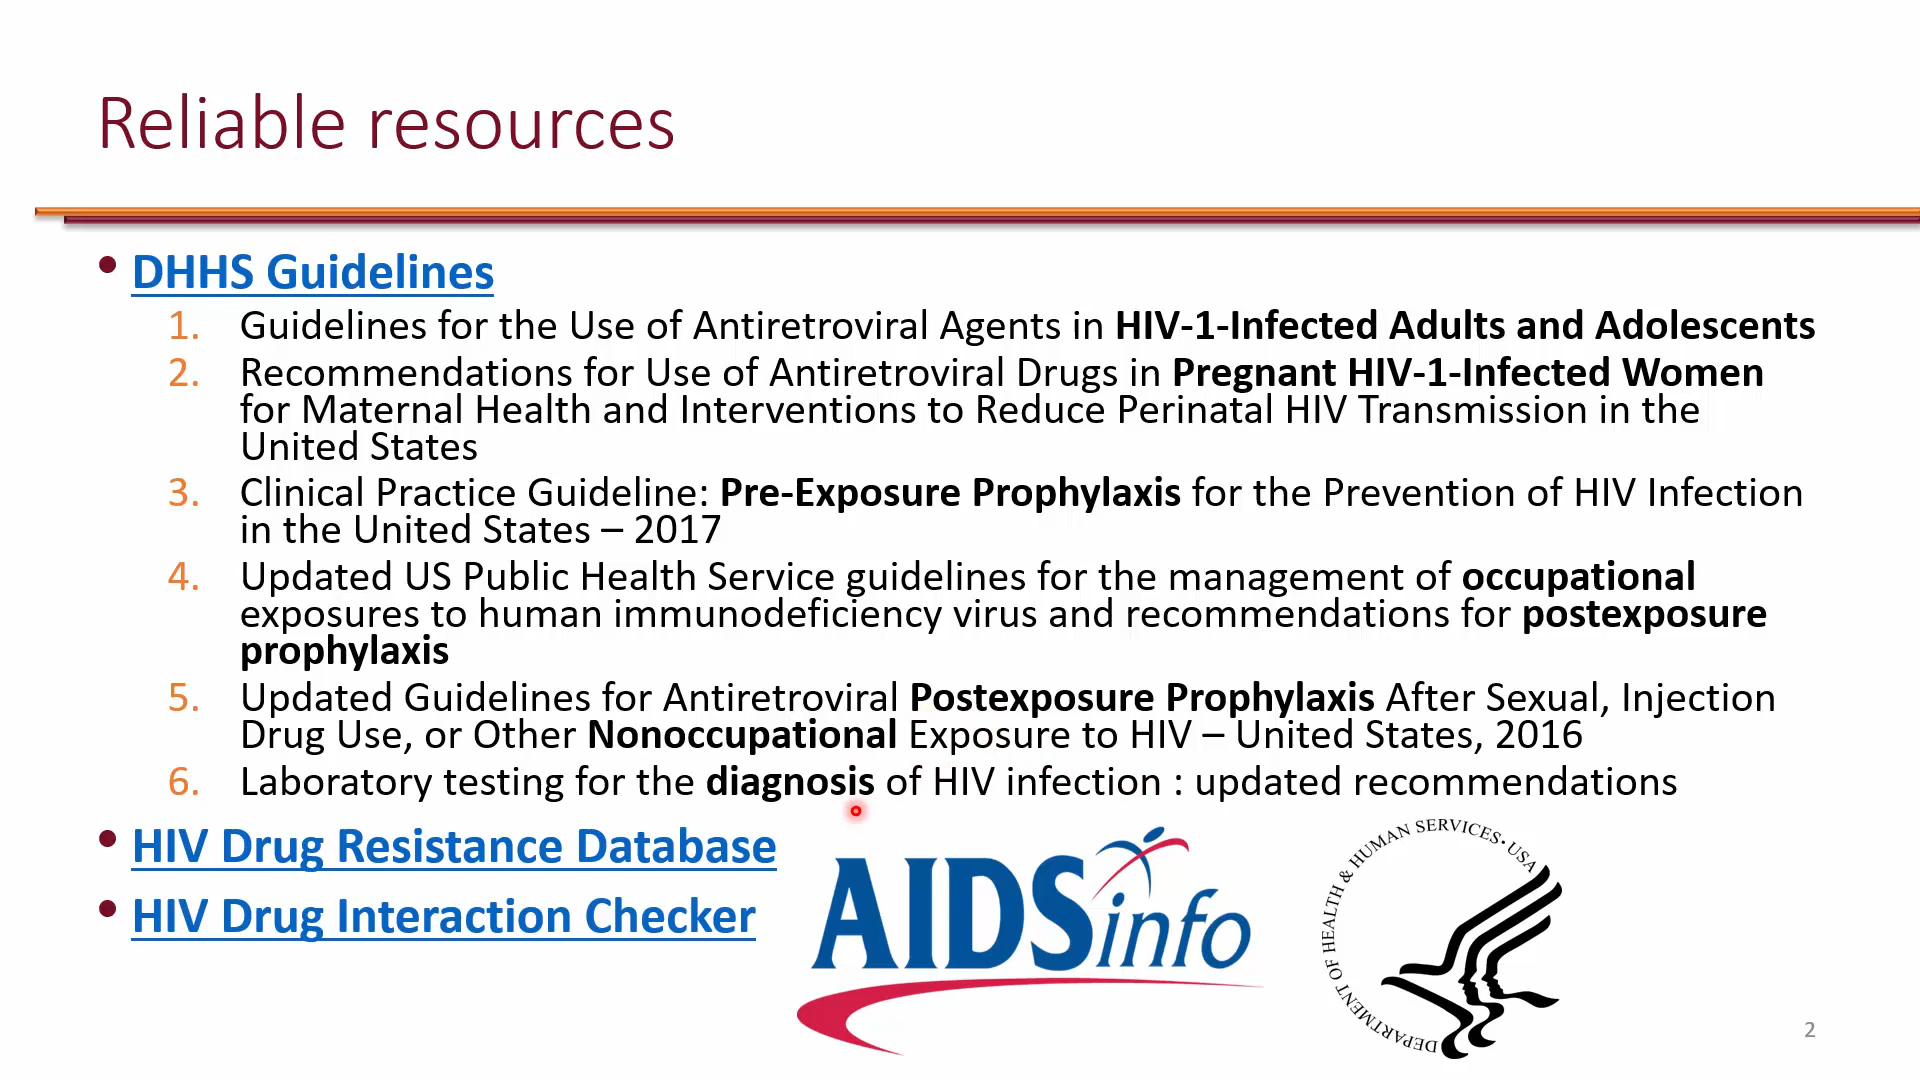 Reliable resources
• DHHS Guidelines
1. Guidelines for the Use of Antiretroviral Agents in HIV-1-Infected Adults and Adolescents
2. Recommendations for Use of Antiretroviral Drugs in Pregnant HIV-1-Infected Women
for Maternal Health and Interventions to Reduce Perinatal HIV Transmission in the
United States
3. Clinical Practice Guideline: Pre-Exposure Prophylaxis for the Prevention of HIV Infection
in the United States – 2017
4. Updated US Public Health Service guidelines for the management of occupational
exposures to human immunodeficiency virus and recommendations for postexposure
prophylaxis
5. Updated Guidelines for Antiretroviral Postexposure Prophylaxis After Sexual, Injection
Drug Use, or Other Nonoccupational Exposure to HIV – United States, 2016
6. Laboratory testing for the diagnosis of HIV infection : updated recommendations
• HIV Drug Resistance Database
• HIV Drug Interaction Checker
AIDSinfo
DEPARTMENT OF HEALTH & HUMAN SERVICES • USA
2